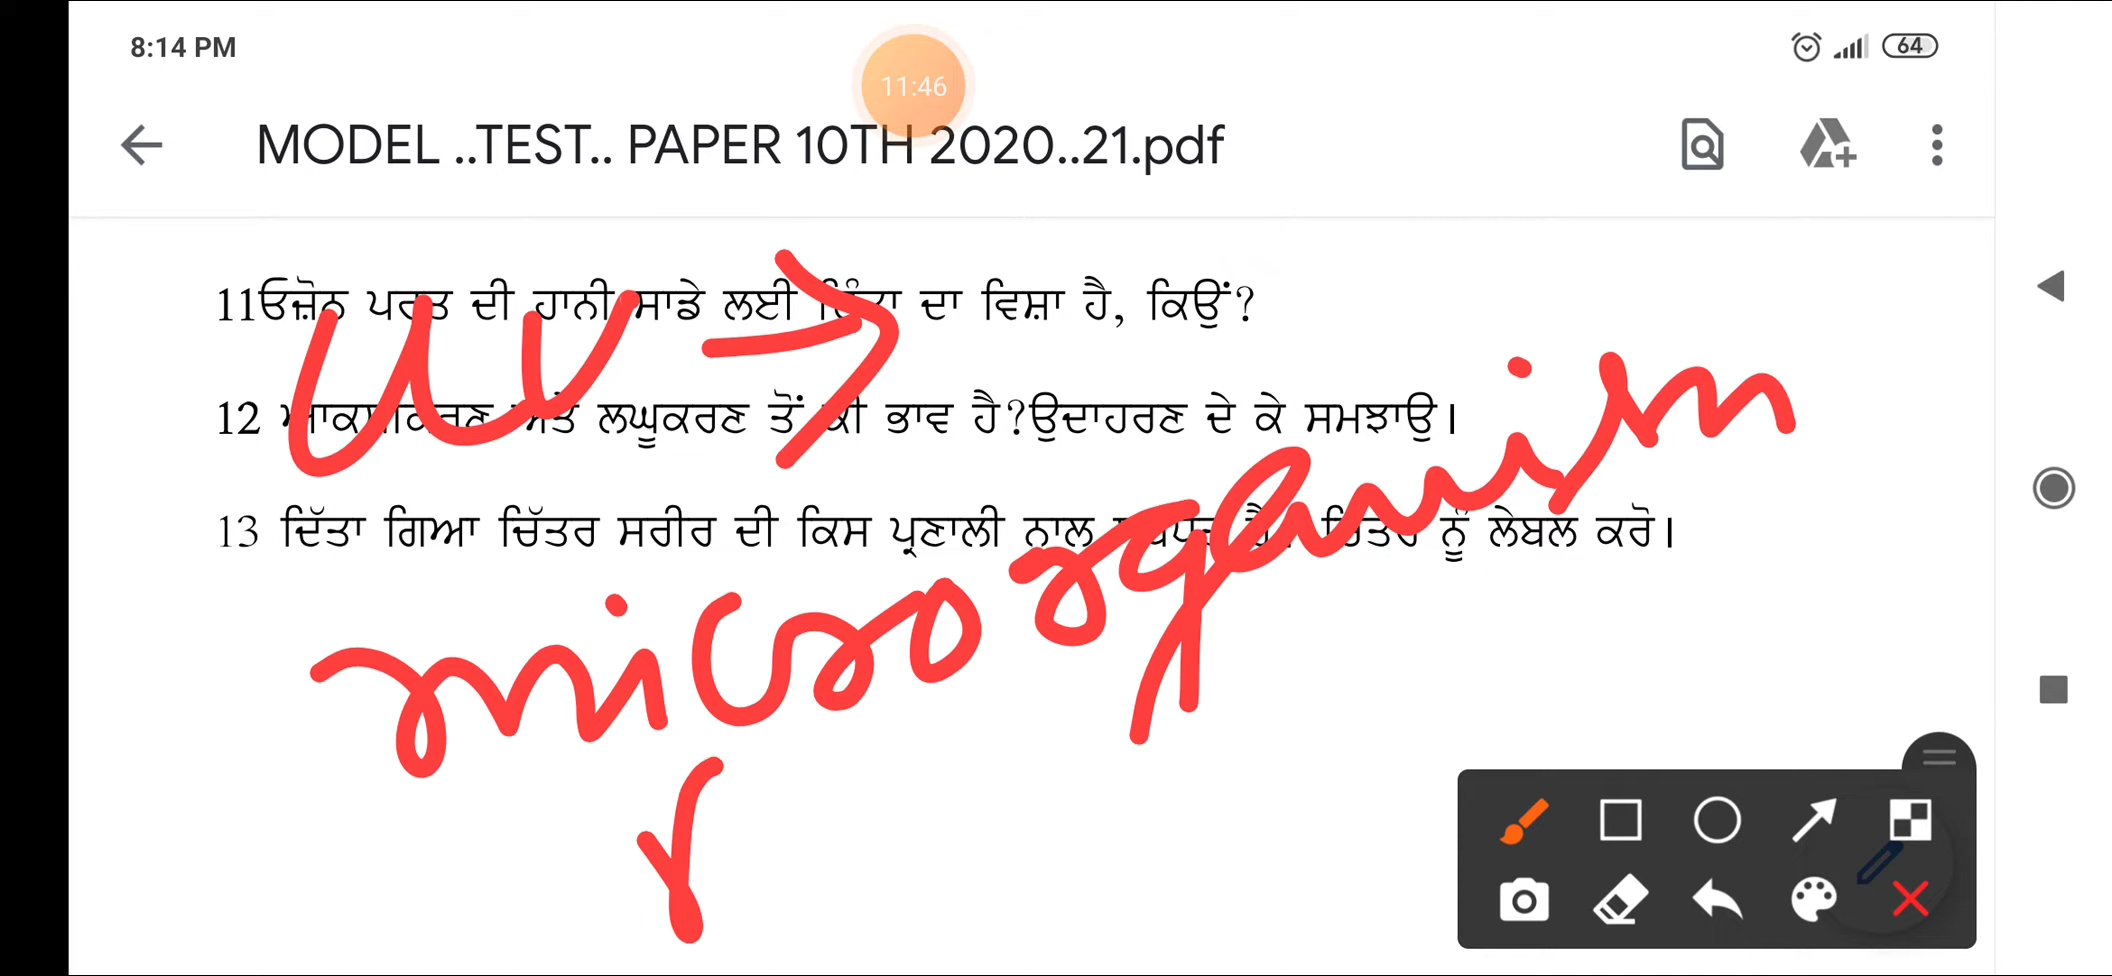 8:14 PM
11:46
64
MODEL ..TEST.. PAPER 10TH 2020..21.pdf
11ਓਜ਼ੋਨ ਪਰਤ ਦੀ ਹਾਨੀ ਸਾਡੇ ਲਈ ਦਾ ਵਿਸ਼ਾ ਹੈ, ਕਿਉਂ?
uv →
12 ਲਘੂਕਰਣ ਤੋਂ ਕੀ ਭਾਵ ਹੈ?ਉਦਾਹਰਣ ਦੇ ਕੇ ਸਮਝਾਉ।
13 ਦਿੱਤਾ ਗਿਆ ਚਿੱਤਰ ਸਰੀਰ ਦੀ ਕਿਸ ਪ੍ਰਣਾਲੀ ਨਾਲ ਹੈ। ਨੂੰ ਲੇਬਲ ਕਰੋ।
microorganism